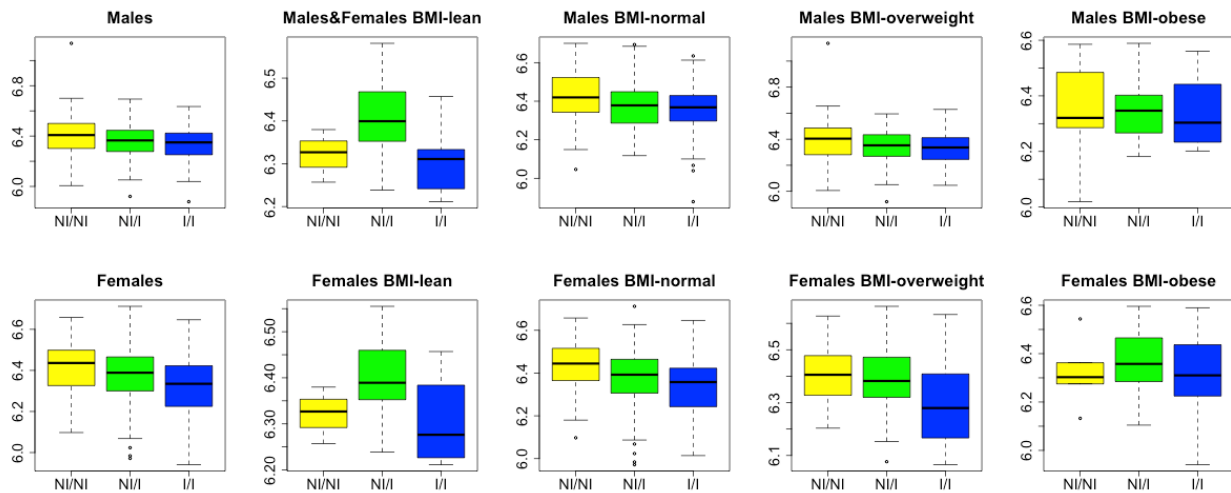 Males
6.8
6.4
6.0
NI/NI NI/I I/I
Males&Females BMI-lean
6.5
6.4
6.3
6.2
NI/NI NI/I I/I
Males BMI-normal
6.6
6.4
6.2
6.0
NI/NI NI/I I/I
Males BMI-overweight
6.8
6.4
6.0
NI/NI NI/I I/I
Males BMI-obese
6.6
6.4
6.2
6.0
NI/NI NI/I I/I
Females
6.6
6.4
6.2
6.0
NI/NI NI/I I/I
Females BMI-lean
6.50
6.40
6.30
6.20
NI/NI NI/I I/I
Females BMI-normal
6.6
6.4
6.2
6.0
NI/NI NI/I I/I
Females BMI-overweight
6.5
6.3
6.1
NI/NI NI/I I/I
Females BMI-obese
6.6
6.4
6.2
6.0
NI/NI NI/I I/I